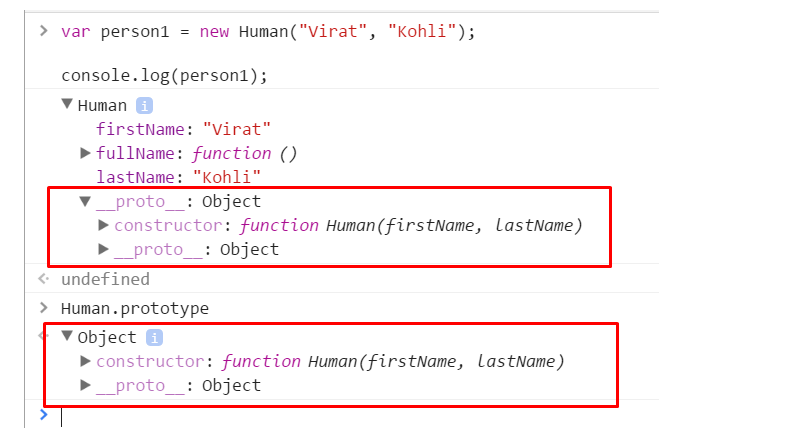 var person1 = new Human("Virat", "Kohli");
console.log(person1);
Human i
firstName: "Virat"
fullName: function ()
lastName: "Kohli"
__proto__: Object
constructor: function Human(firstName, lastName)
__proto__: Object
undefined
Human.prototype
Object i
constructor: function Human(firstName, lastName)
__proto__: Object